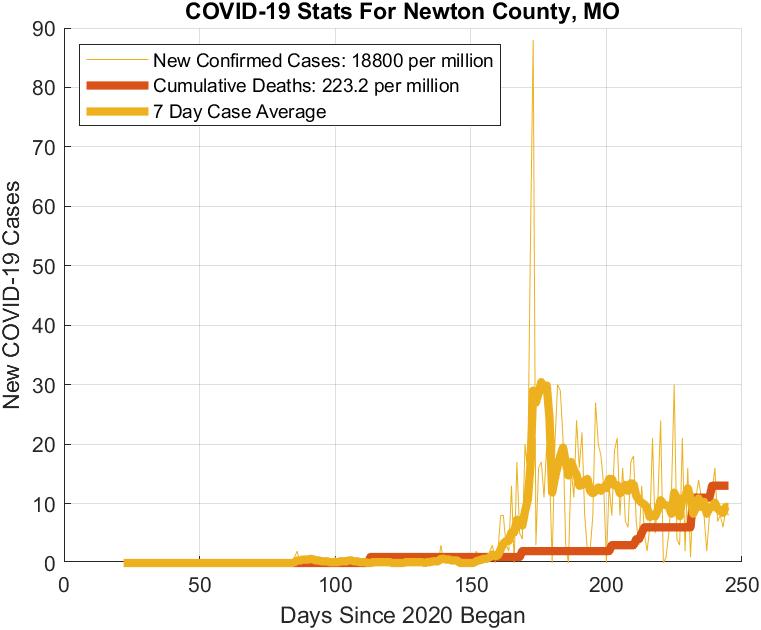 COVID-19 Stats For Newton County, MO
New Confirmed Cases: 18800 per million
Cumulative Deaths: 223.2 per million
7 Day Case Average
New COVID-19 Cases
90
80
70
60
50
40
30
20
10
0
0 50 100 150 200 250
Days Since 2020 Began